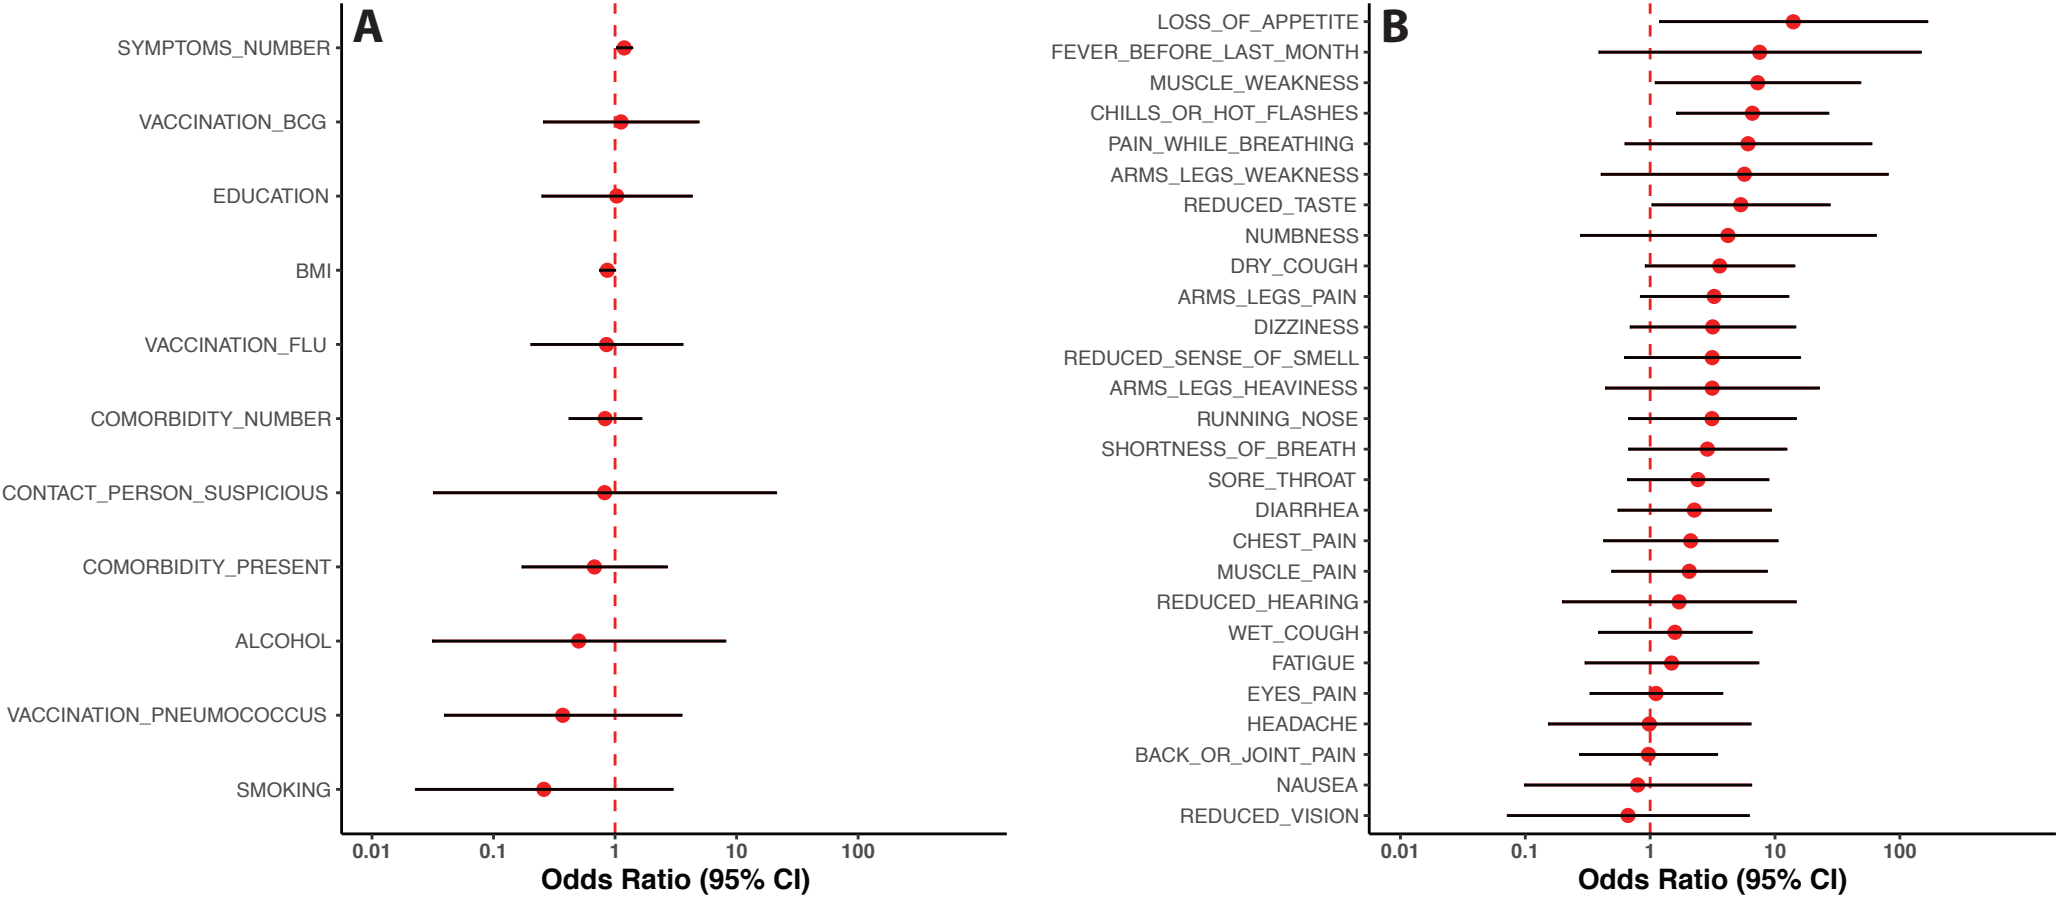 A
SYMPTOMS_NUMBER
VACCINATION_BCG
EDUCATION
BMI
VACCINATION_FLU
COMORBIDITY_NUMBER
CONTACT_PERSON_SUSPICIOUS
COMORBIDITY_PRESENT
ALCOHOL
VACCINATION_PNEUMOCOCCUS
SMOKING
0.01 0.1 1 10 100
Odds Ratio (95% CI)
B
LOSS_OF_APPETITE
FEVER_BEFORE_LAST_MONTH
MUSCLE_WEAKNESS
CHILLS_OR_HOT_FLASHES
PAIN_WHILE_BREATHING
ARMS_LEGS_WEAKNESS
REDUCED_TASTE
NUMBNESS
DRY_COUGH
ARMS_LEGS_PAIN
DIZZINESS
REDUCED_SENSE_OF_SMELL
ARMS_LEGS_HEAVINESS
RUNNING_NOSE
SHORTNESS_OF_BREATH
SORE_THROAT
DIARRHEA
CHEST_PAIN
MUSCLE_PAIN
REDUCED_HEARING
WET_COUGH
FATIGUE
EYES_PAIN
HEADACHE
BACK_OR_JOINT_PAIN
NAUSEA
REDUCED_VISION
0.01 0.1 1 10 100
Odds Ratio (95% CI)